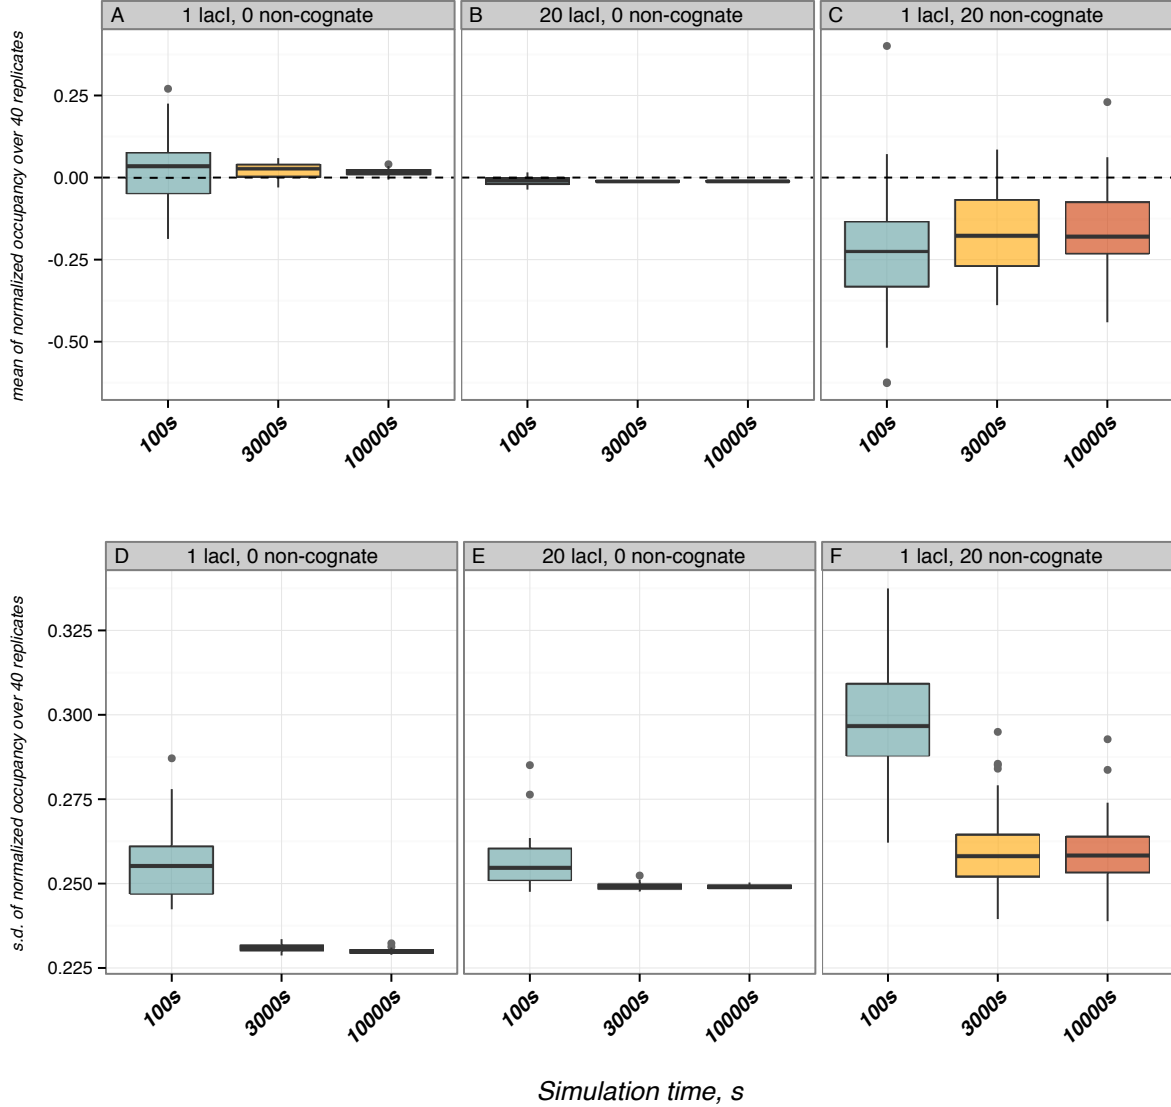 A 1 lacI, 0 non-cognate
B 20 lacI, 0 non-cognate
C 1 lacI, 20 non-cognate
mean of normalized occupancy over 40 replicates
0.25
0.00
-0.25
-0.50
100s 3000s 10000s
100s 3000s 10000s
100s 3000s 10000s
D 1 lacI, 0 non-cognate
E 20 lacI, 0 non-cognate
F 1 lacI, 20 non-cognate
s.d. of normalized occupancy over 40 replicates
0.325
0.300
0.275
0.250
0.225
100s 3000s 10000s
100s 3000s 10000s
100s 3000s 10000s
Simulation time, s